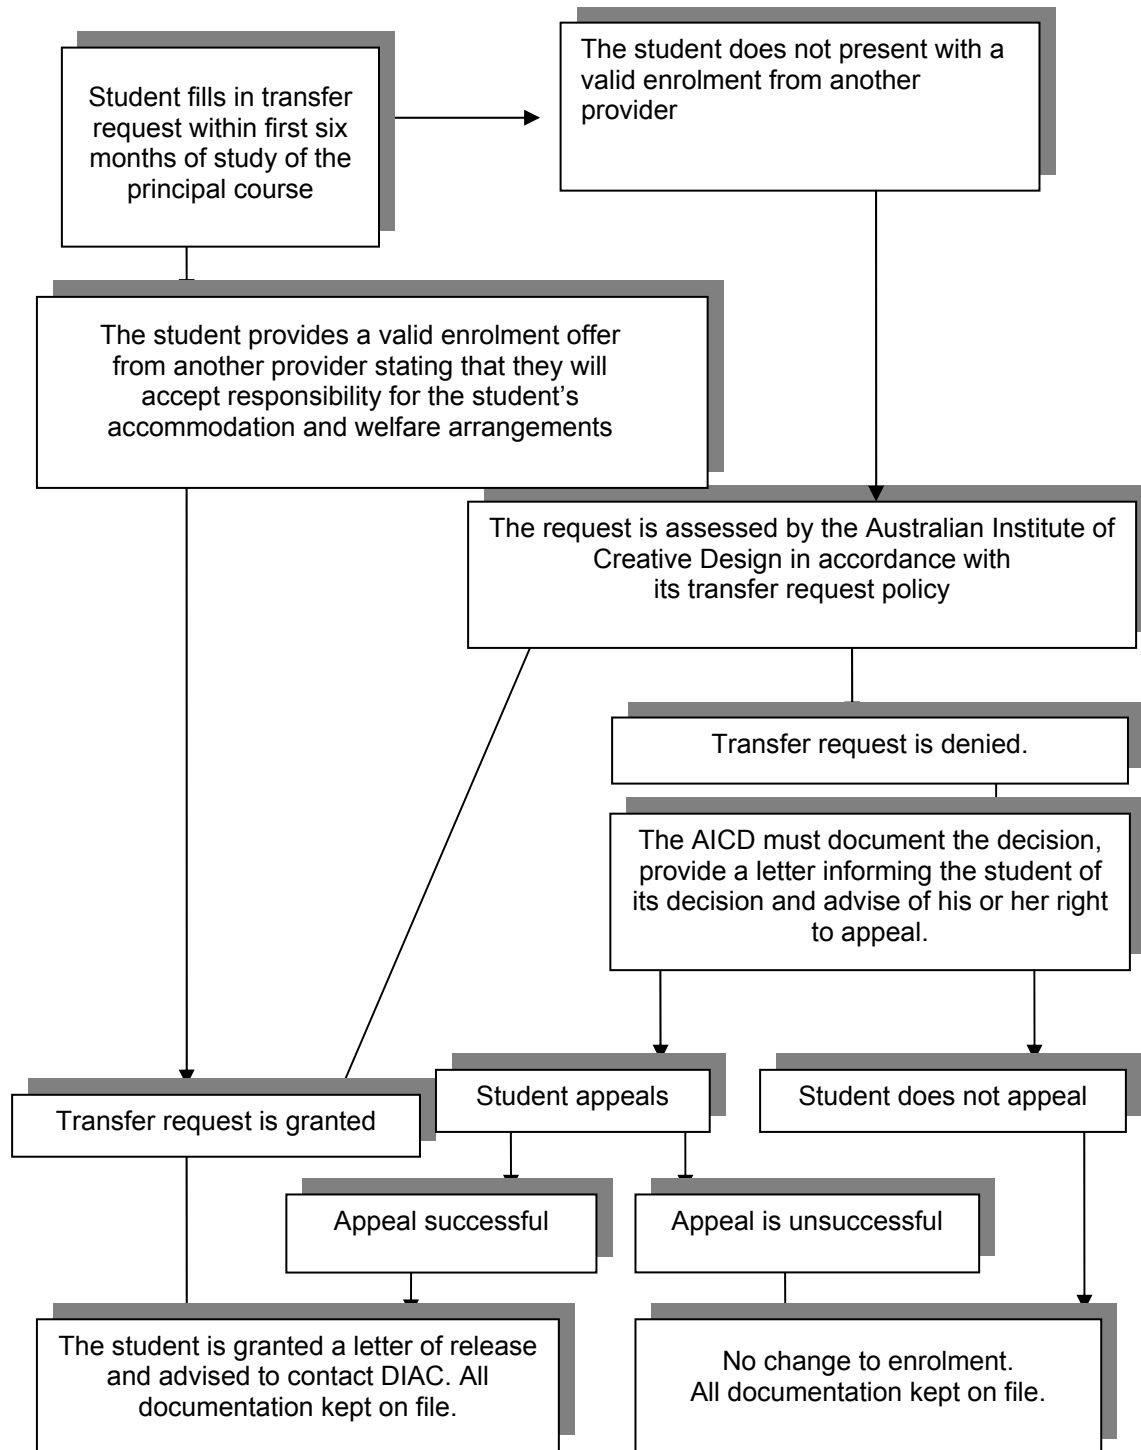 Student fills in transfer
request within first six
months of study of the
principal course
The student does not present with a
valid enrolment from another
provider
The student provides a valid enrolment offer
from another provider stating that they will
accept responsibility for the student’s
accommodation and welfare arrangements
The request is assessed by the Australian Institute of
Creative Design in accordance with
its transfer request policy
Transfer request is denied.
The AICD must document the decision,
provide a letter informing the student of
its decision and advise of his or her right
to appeal.
Student appeals
Student does not appeal
Transfer request is granted
Appeal successful
Appeal is unsuccessful
The student is granted a letter of release
and advised to contact DIAC. All
documentation kept on file.
No change to enrolment.
All documentation kept on file.